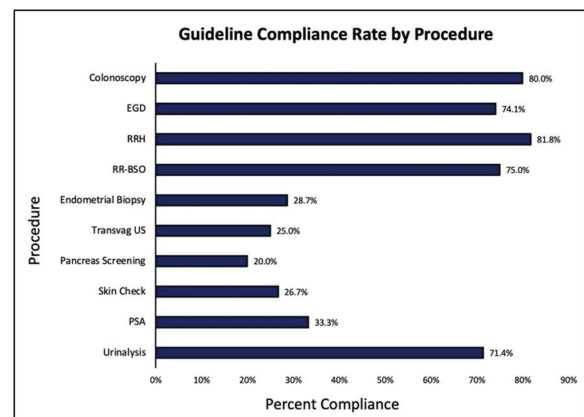 Guideline Compliance Rate by Procedure
Procedure
Colonoscopy 80.0%
EGD 74.1%
RRH 81.8%
RR-BSO 75.0%
Endometrial Biopsy 28.7%
Transvag US 25.0%
Pancreas Screening 20.0%
Skin Check 26.7%
PSA 33.3%
Urinalysis 71.4%
0% 10% 20% 30% 40% 50% 60% 70% 80% 90%
Percent Compliance